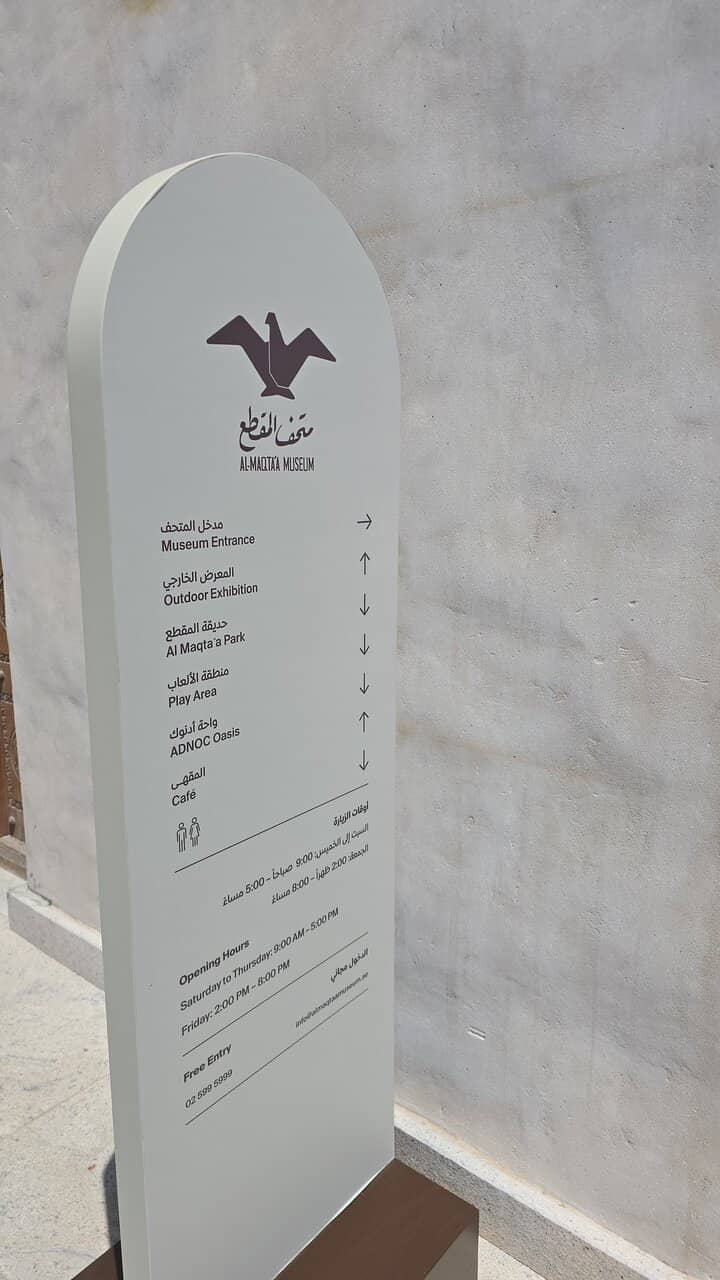 متحف المقطع
AL-MAQTA'A MUSEUM
مدخل المتحف
Museum Entrance
المعرض الخارجي
Outdoor Exhibition
حديقة المقطع
Al Maqta'a Park
منطقة الألعاب
Play Area
واحة أدنوك
ADNOC Oasis
المقهى
Café
أوقات الزيارة
السبت إلى الخميس: 9:00 صباحاً – 5:00 مساءً
الجمعة: 2:00 ظهراً – 8:00 مساءً
Opening Hours
Saturday to Thursday: 9:00 AM – 5:00 PM
Friday: 2:00 PM – 8:00 PM
الدخول مجاني
Free Entry
info@almaqtaamuseum.ae
02 599 5999